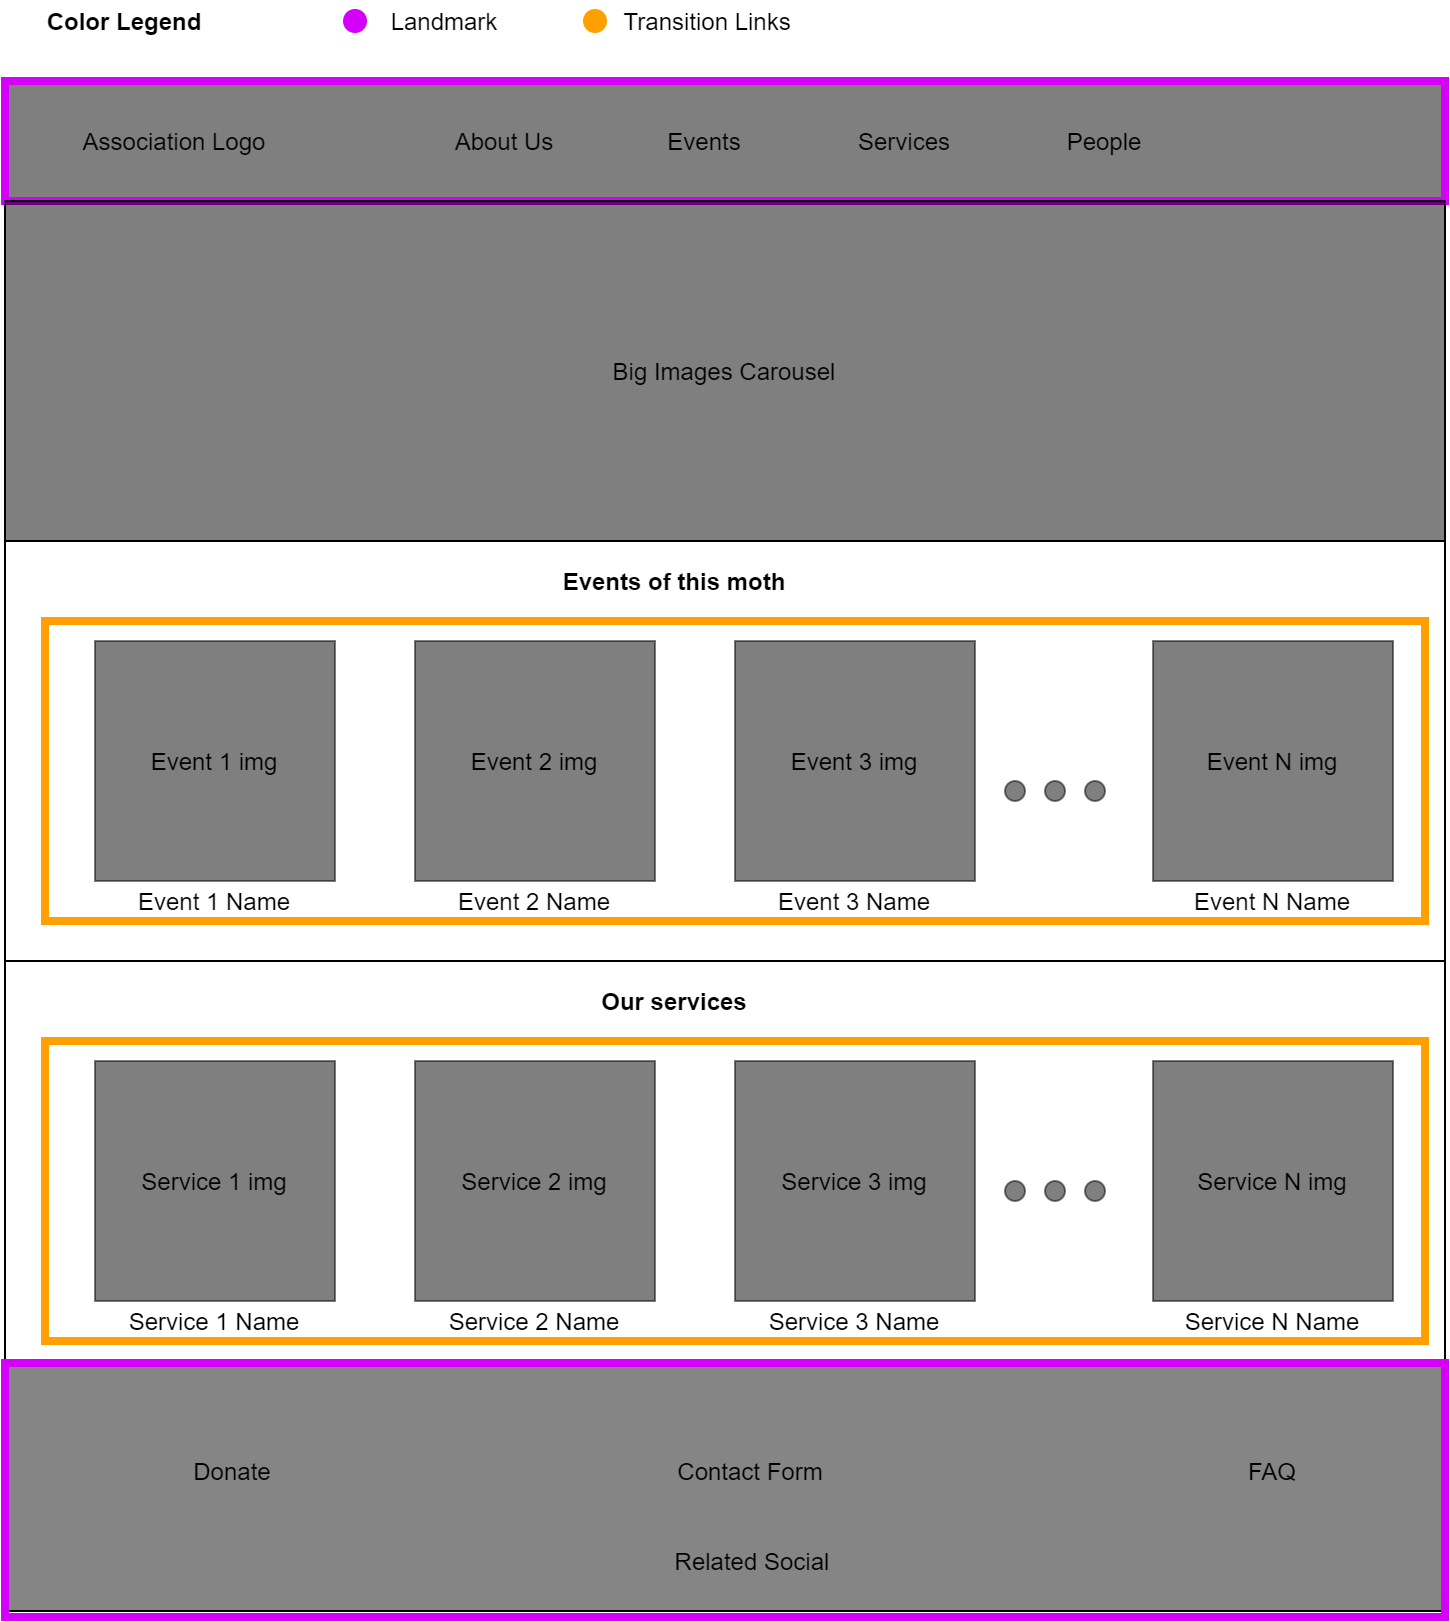 Color Legend Landmark Transition Links
Association Logo About Us Events Services People
Big Images Carousel
Events of this moth
Event 1 img Event 2 img Event 3 img Event N img
Event 1 Name Event 2 Name Event 3 Name Event N Name
Our services
Service 1 img Service 2 img Service 3 img Service N img
Service 1 Name Service 2 Name Service 3 Name Service N Name
Donate Contact Form FAQ
Related Social